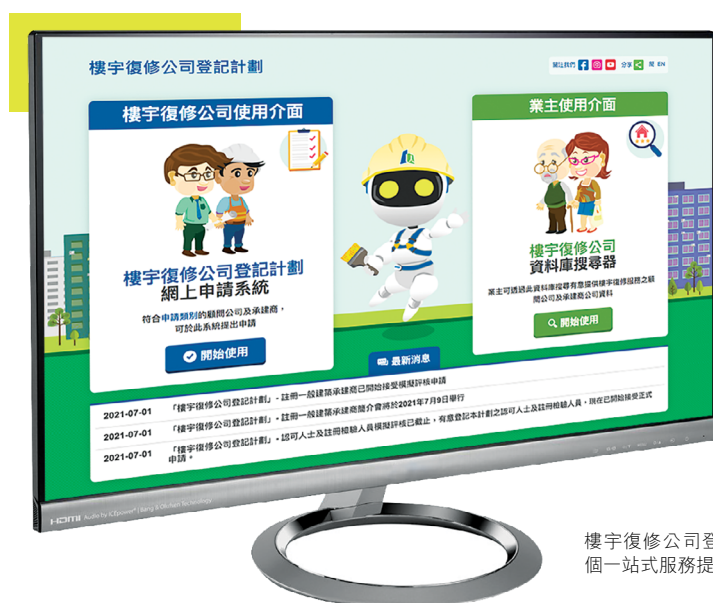 樓宇復修公司登記計劃
關注我們 分享 簡 EN
樓宇復修公司使用介面
樓宇復修公司登記計劃
網上申請系統
符合申請類別的顧問公司及承建商，
可於此系統提出申請
開始使用
業主使用介面
樓宇復修公司
資料庫搜尋器
業主可透過此資料庫搜尋有意提供樓宇復修服務之顧
問公司及承建商公司資料
開始使用
最新消息
2021-07-01 「樓宇復修公司登記計劃」- 註冊一般建築承建商已開始接受模擬評核申請
2021-07-01 「樓宇復修公司登記計劃」- 註冊一般建築承建商簡介會將於2021年7月9日舉行
2021-07-01 「樓宇復修公司登記計劃」- 認可人士及註冊檢驗人員模擬評核已截止，有意登記本計劃之認可人士及註冊檢驗人員，現在已開始接受正式
申請。
HDMI Audio by ICEpower® | Bang & Olufsen Technology
樓宇復修公司登
個一站式服務提